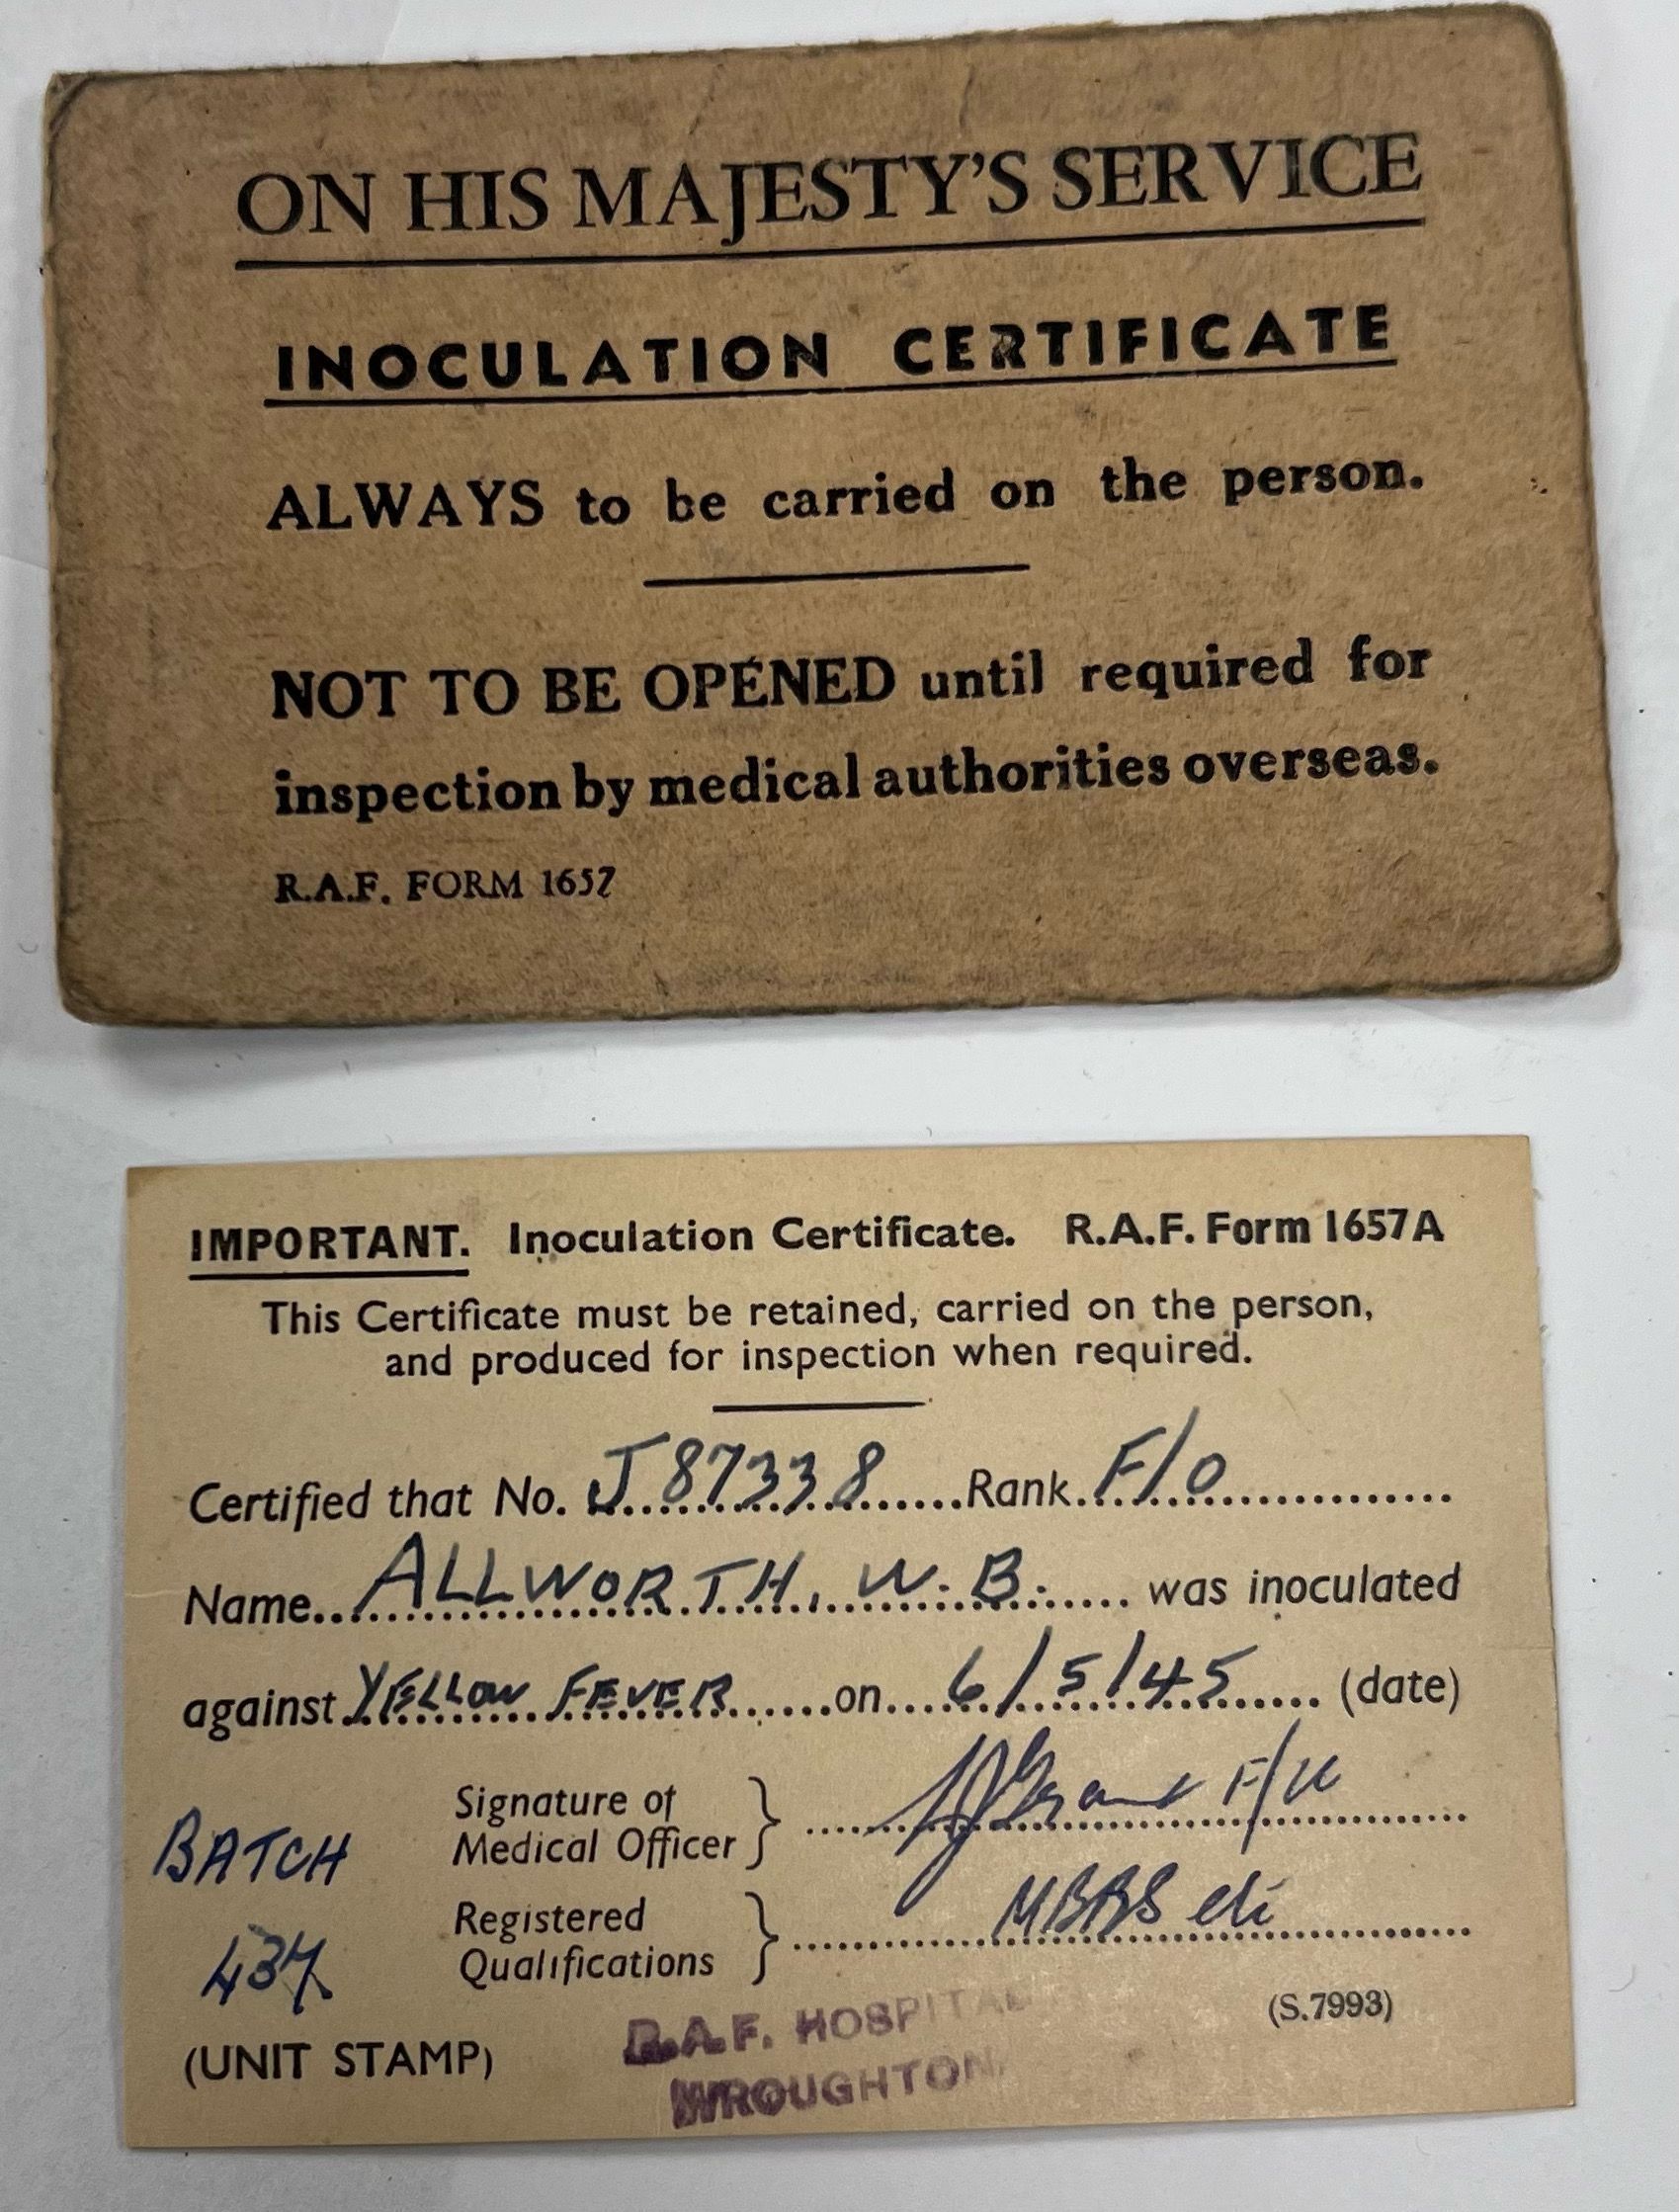 ON HIS MAJESTY'S SERVICE
INOCULATION CERTIFICATE
ALWAYS to be carried on the person.
NOT TO BE OPENED until required for
inspection by medical authorities overseas.
R.A.F. FORM 1657
IMPORTANT. Inoculation Certificate. R.A.F. Form 1657A
This Certificate must be retained, carried on the person,
and produced for inspection when required.
Certified that No. J87338 Rank F/O
Name ALLWORTH, W. B. was inoculated
against YELLOW FEVER on 6/5/45 (date)
Signature of
Medical Officer } F/
BATCH
Registered
Qualifications } MBBS
437
(S.7993)
(UNIT STAMP)
R.A.F. HOSPITAL
WROUGHTON.